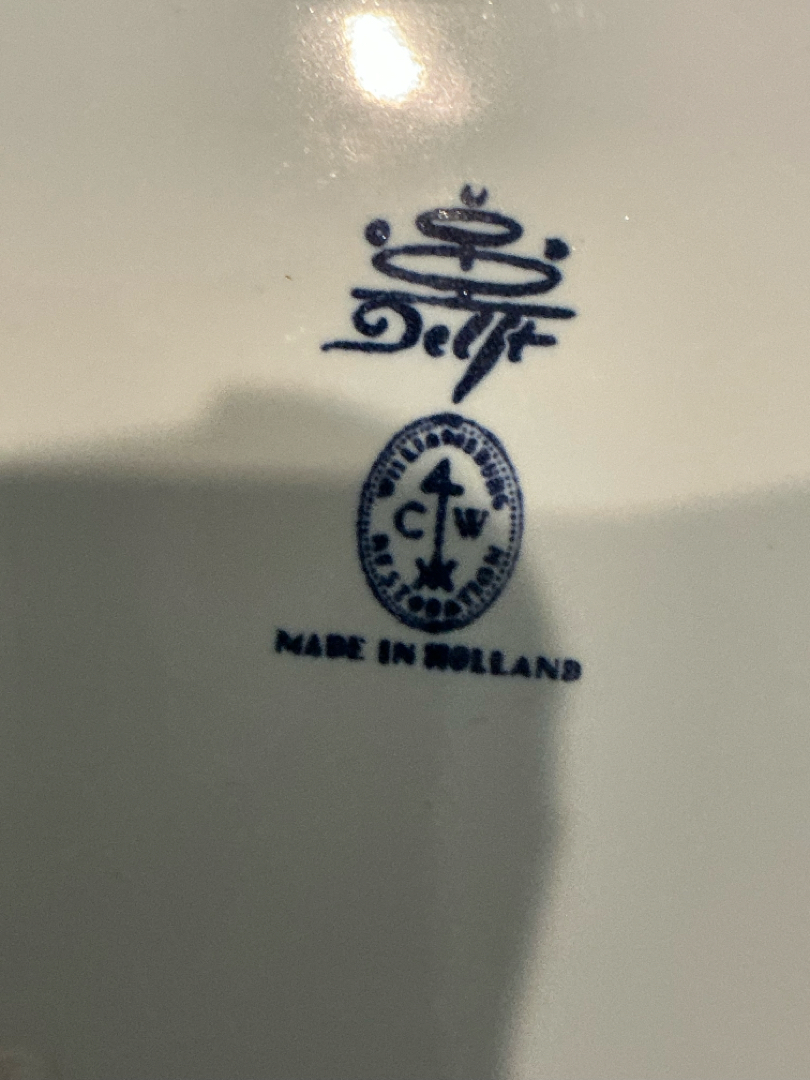 Delft
WILLIAMSBURG
C W
RESTORATION
MADE IN HOLLAND